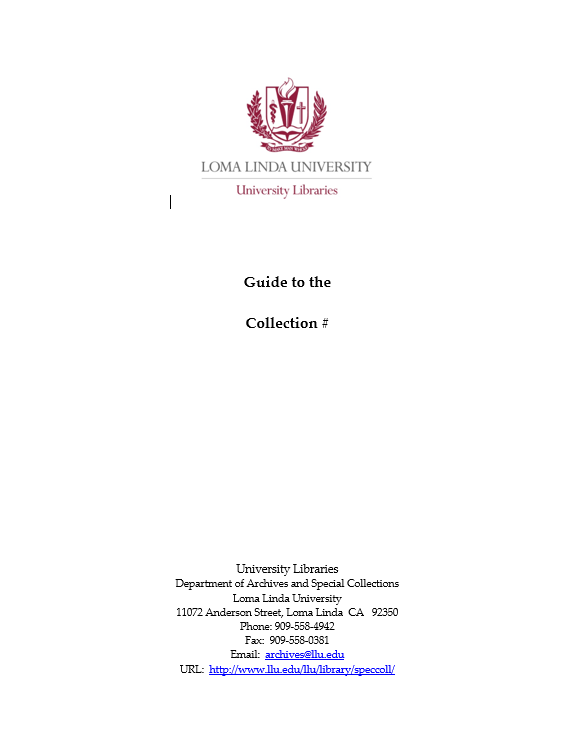 LOMA LINDA UNIVERSITY
University Libraries
Guide to the
Collection #
University Libraries
Department of Archives and Special Collections
Loma Linda University
11072 Anderson Street, Loma Linda  CA   92350
Phone: 909-558-4942
Fax:  909-558-0381
Email:  archives@llu.edu
URL:  http://www.llu.edu/llu/library/speccoll/